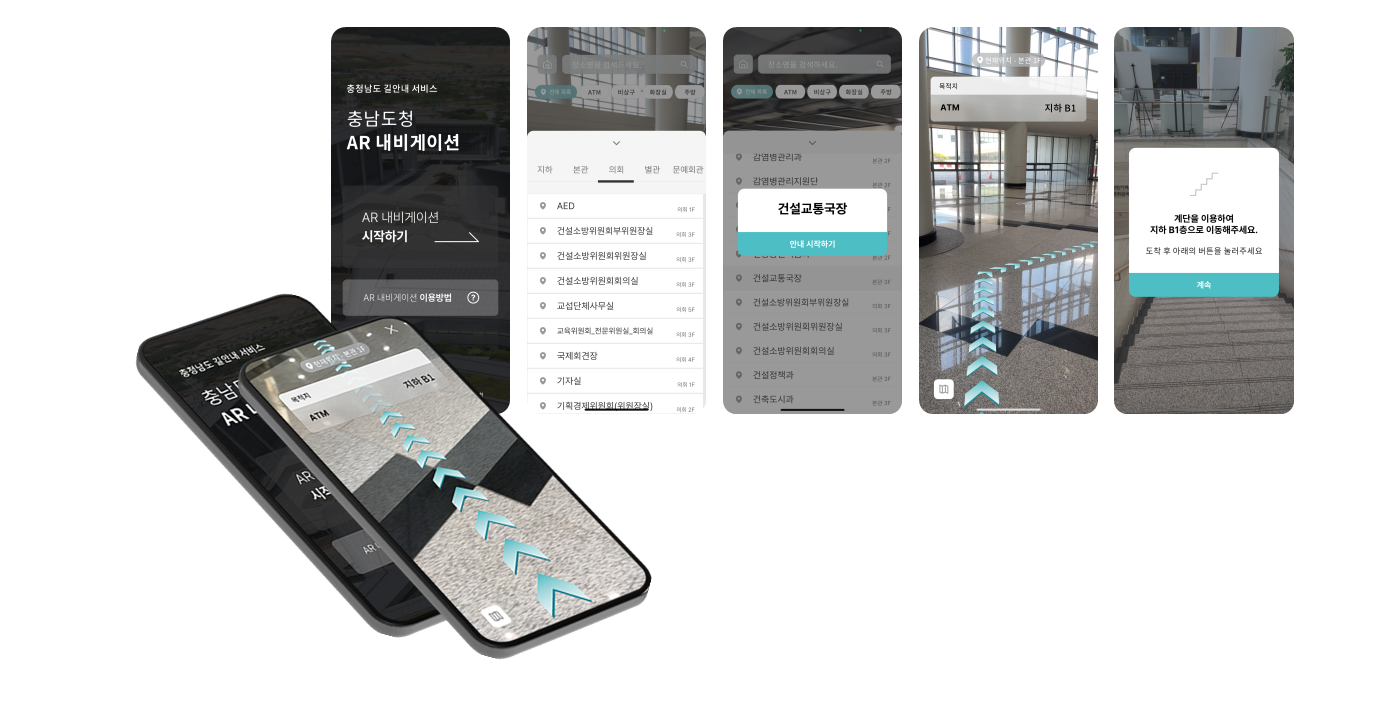 충청남도 길안내 서비스
충남도청
AR 내비게이션
AR 내비게이션
시작하기
AR 내비게이션 이용방법 ?
장소명을 검색하세요.
전체 목록 ATM 비상구 화장실 주방
지하 본관 의회 별관 문예회관
AED 의회 1F
건설소방위원회부위원장실 의회 3F
건설소방위원회위원장실 의회 3F
건설소방위원회회의실 의회 3F
교섭단체사무실 의회 5F
교육위원회_전문위원실_회의실 의회 3F
국제회견장 의회 4F
기자실 의회 1F
기획경제위원회(위원장실) 의회 2F
장소명을 검색하세요.
전체 목록 ATM 비상구 화장실 주방
감염병관리과 본관 2F
감염병관리지원단 본관 2F
건설교통국장
안내 시작하기
건설교통국장 본관 3F
건설소방위원회부위원장실 의회 3F
건설소방위원회위원장실 의회 3F
건설소방위원회회의실 의회 3F
건설정책과 본관 3F
건축도시과 본관 3F
현재위치 - 본관 1F
목적지
ATM 지하 B1
계단을 이용하여
지하 B1층으로 이동해주세요.
도착 후 아래의 버튼을 눌러주세요
계속
충청남도 길안내 서비스
충남
AR
AR
시작
AR
현재위치 - 본관 1F
목적지
ATM 지하 B1